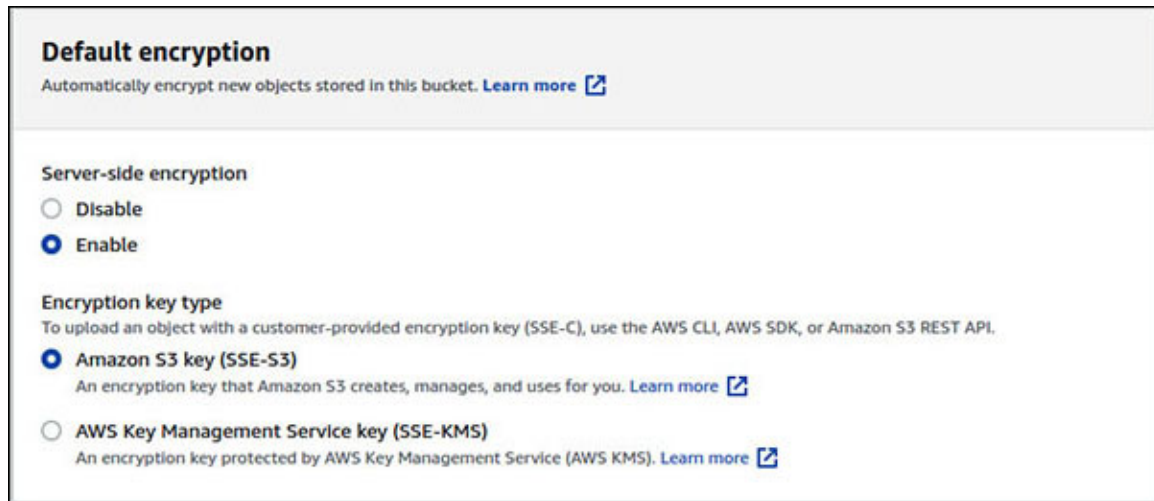 Default encryption
Automatically encrypt new objects stored in this bucket. Learn more
Server-side encryption
Disable
Enable
Encryption key type
To upload an object with a customer-provided encryption key (SSE-C), use the AWS CLI, AWS SDK, or Amazon S3 REST API.
Amazon S3 key (SSE-S3)
An encryption key that Amazon S3 creates, manages, and uses for you. Learn more
AWS Key Management Service key (SSE-KMS)
An encryption key protected by AWS Key Management Service (AWS KMS). Learn more